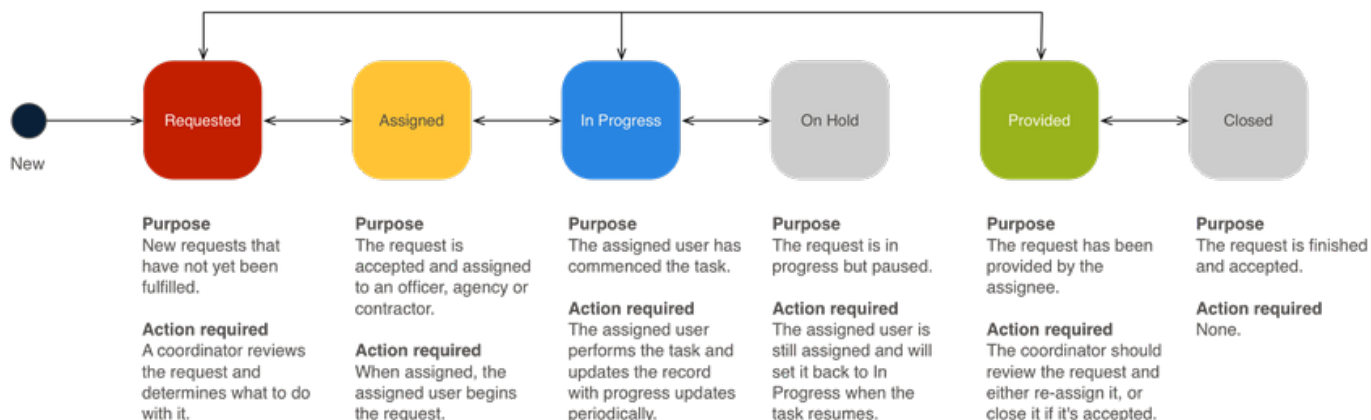 Requested
Assigned
In Progress
On Hold
Provided
Closed
New
Purpose
New requests that
have not yet been
fulfilled.
Action required
A coordinator reviews
the request and
determines what to do
with it.
Purpose
The request is
accepted and assigned
to an officer, agency or
contractor.
Action required
When assigned, the
assigned user begins
the request.
Purpose
The assigned user has
commenced the task.
Action required
The assigned user
performs the task and
updates the record
with progress updates
periodically.
Purpose
The request is in
progress but paused.
Action required
The assigned user is
still assigned and will
set it back to In
Progress when the
task resumes.
Purpose
The request has been
provided by the
assignee.
Action required
The coordinator should
review the request and
either re-assign it, or
close it if it's accepted.
Purpose
The request is finished
and accepted.
Action required
None.